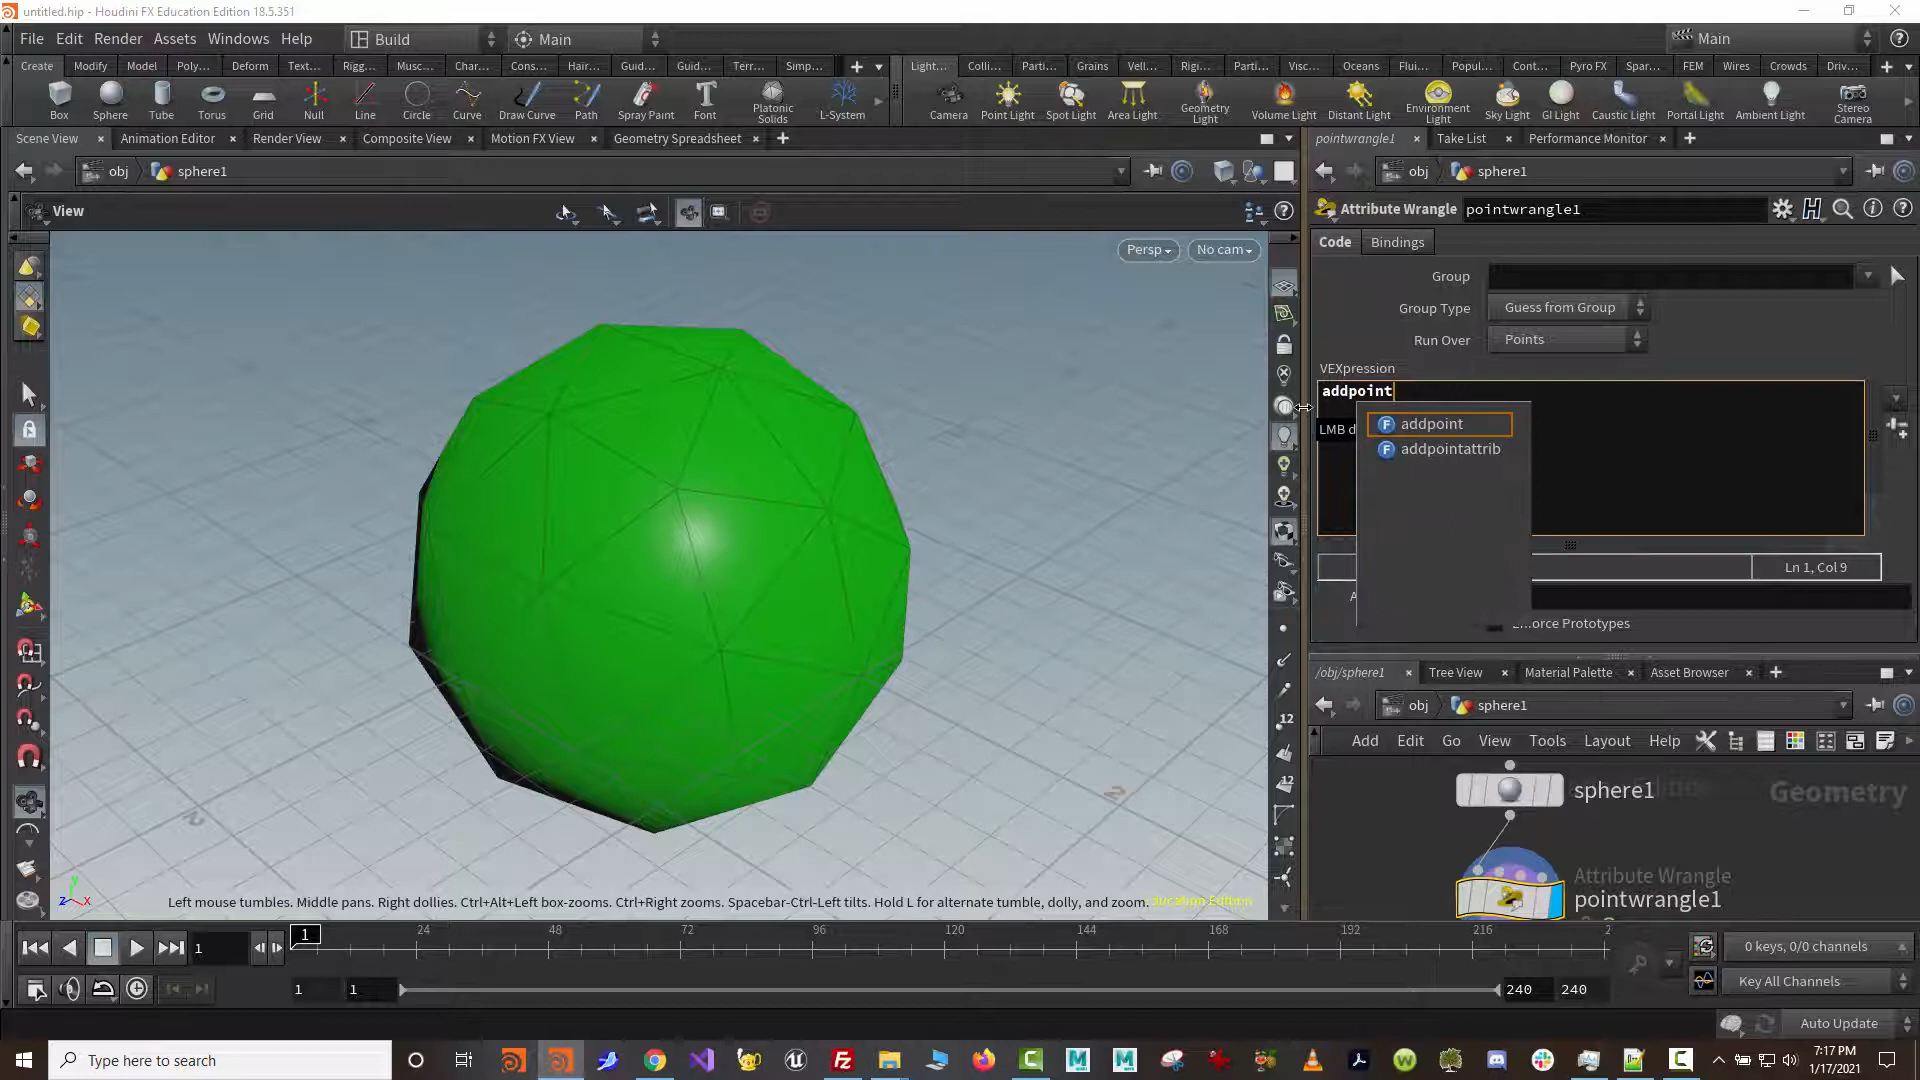 untitled.hip - Houdini FX Education Edition 18.5.351
File Edit Render Assets Windows Help Build Main Main
Create Modify Model Poly... Deform Text... Rigg... Musc... Char... Cons... Hair... Guid... Guid... Terr... Simp... Light... Colli... Parti... Grains Vell... Rigi... Parti... Visc... Oceans Flui... Popul... Cont... Pyro FX Spar... FEM Wires Crowds Driv...
Box Sphere Tube Torus Grid Null Line Circle Curve Draw Curve Path Spray Paint Font Platonic Solids L-System Camera Point Light Spot Light Area Light Geometry Light Volume Light Distant Light Environment Light Sky Light GI Light Caustic Light Portal Light Ambient Light Stereo Camera
Scene View Animation Editor Render View Composite View Motion FX View Geometry Spreadsheet
pointwrangle1 Take List Performance Monitor
obj sphere1
obj sphere1
View
Attribute Wrangle pointwrangle1
Persp No cam
Code Bindings
Group
Group Type Guess from Group
Run Over Points
VEXpression
addpoint
LMB d
addpoint
addpointattrib
Ln 1, Col 9
A
orce Prototypes
12
12
2
/obj/sphere1 Tree View Material Palette Asset Browser
obj sphere1
Add Edit Go View Tools Layout Help
sphere1
Geometry
Attribute Wrangle
pointwrangle1
z y x
Left mouse tumbles. Middle pans. Right dollies. Ctrl+Alt+Left box-zooms. Ctrl+Right zooms. Spacebar-Ctrl-Left tilts. Hold L for alternate tumble, dolly, and zoom.
ducation Edition
1 1 24 48 72 96 120 144 168 192 216 2
0 keys, 0/0 channels
1 1 240 240
Key All Channels
Auto Update
Type here to search
7:17 PM
1/17/2021